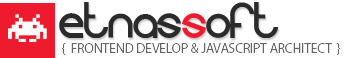 etnassoft
{ FRONTEND DEVELOP & JAVASCRIPT ARCHITECT }